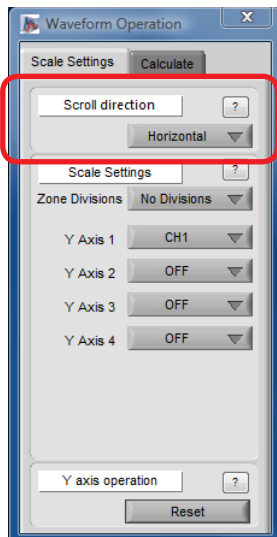 Waveform Operation X
Scale Settings Calculate
Scroll direction ?
Horizontal
Scale Settings ?
Zone Divisions No Divisions
Y Axis 1 CH1
Y Axis 2 OFF
Y Axis 3 OFF
Y Axis 4 OFF
Y axis operation ?
Reset